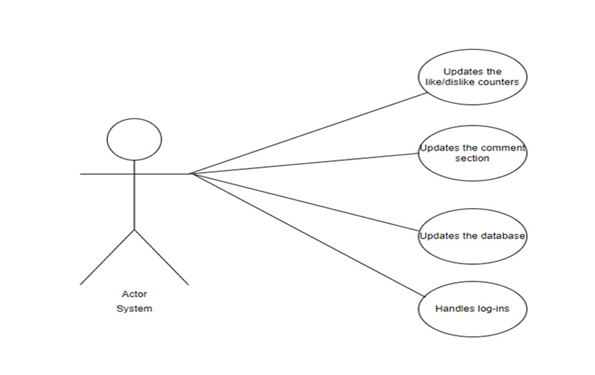 Updates the
like/dislike counters
Updates the comment
section
Updates the database
Handles log-ins
Actor
System